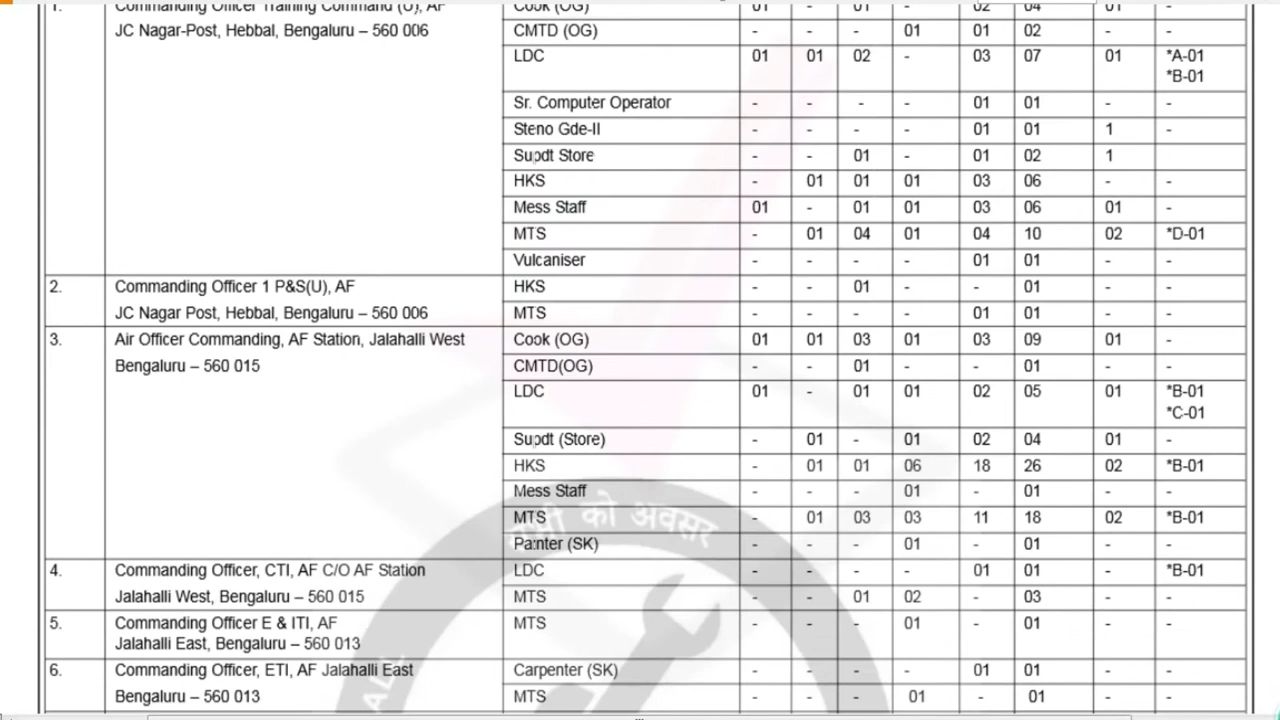 1. Commanding Officer Training Command (U), AF Cook (OG) 01 - 01 - 02 04 01 -
JC Nagar-Post, Hebbal, Bengaluru – 560 006 CMTD (OG) - - - 01 01 02 - -
LDC 01 01 02 - 03 07 01 *A-01
*B-01
Sr. Computer Operator - - - - 01 01 - -
Steno Gde-II - - - - 01 01 1 -
Supdt Store - - 01 - 01 02 1
HKS - 01 01 01 03 06 - -
Mess Staff 01 - 01 01 03 06 01 -
MTS - 01 04 01 04 10 02 *D-01
Vulcaniser - - - - 01 01 - -
2. Commanding Officer 1 P&S(U), AF HKS - - 01 - - 01 - -
JC Nagar Post, Hebbal, Bengaluru – 560 006 MTS - - - - 01 01 - -
3. Air Officer Commanding, AF Station, Jalahalli West Cook (OG) 01 01 03 01 03 09 01 -
Bengaluru – 560 015 CMTD(OG) - - 01 - - 01 - -
LDC 01 - 01 01 02 05 01 *B-01
*C-01
Supdt (Store) - 01 - 01 02 04 01 -
HKS - 01 01 06 18 26 02 *B-01
Mess Staff - - - 01 - 01 - -
MTS - 01 03 03 11 18 02 *B-01
Painter (SK) - - - 01 - 01 - -
4. Commanding Officer, CTI, AF C/O AF Station LDC - - - - 01 01 - *B-01
Jalahalli West, Bengaluru – 560 015 MTS - - 01 02 - 03 - -
5. Commanding Officer E & ITI, AF MTS - - - 01 - 01 - -
Jalahalli East, Bengaluru – 560 013
6. Commanding Officer, ETI, AF Jalahalli East Carpenter (SK) - - - - 01 01 - -
Bengaluru – 560 013 MTS - - - 01 - 01 - -
सभी को अवसर
ALL